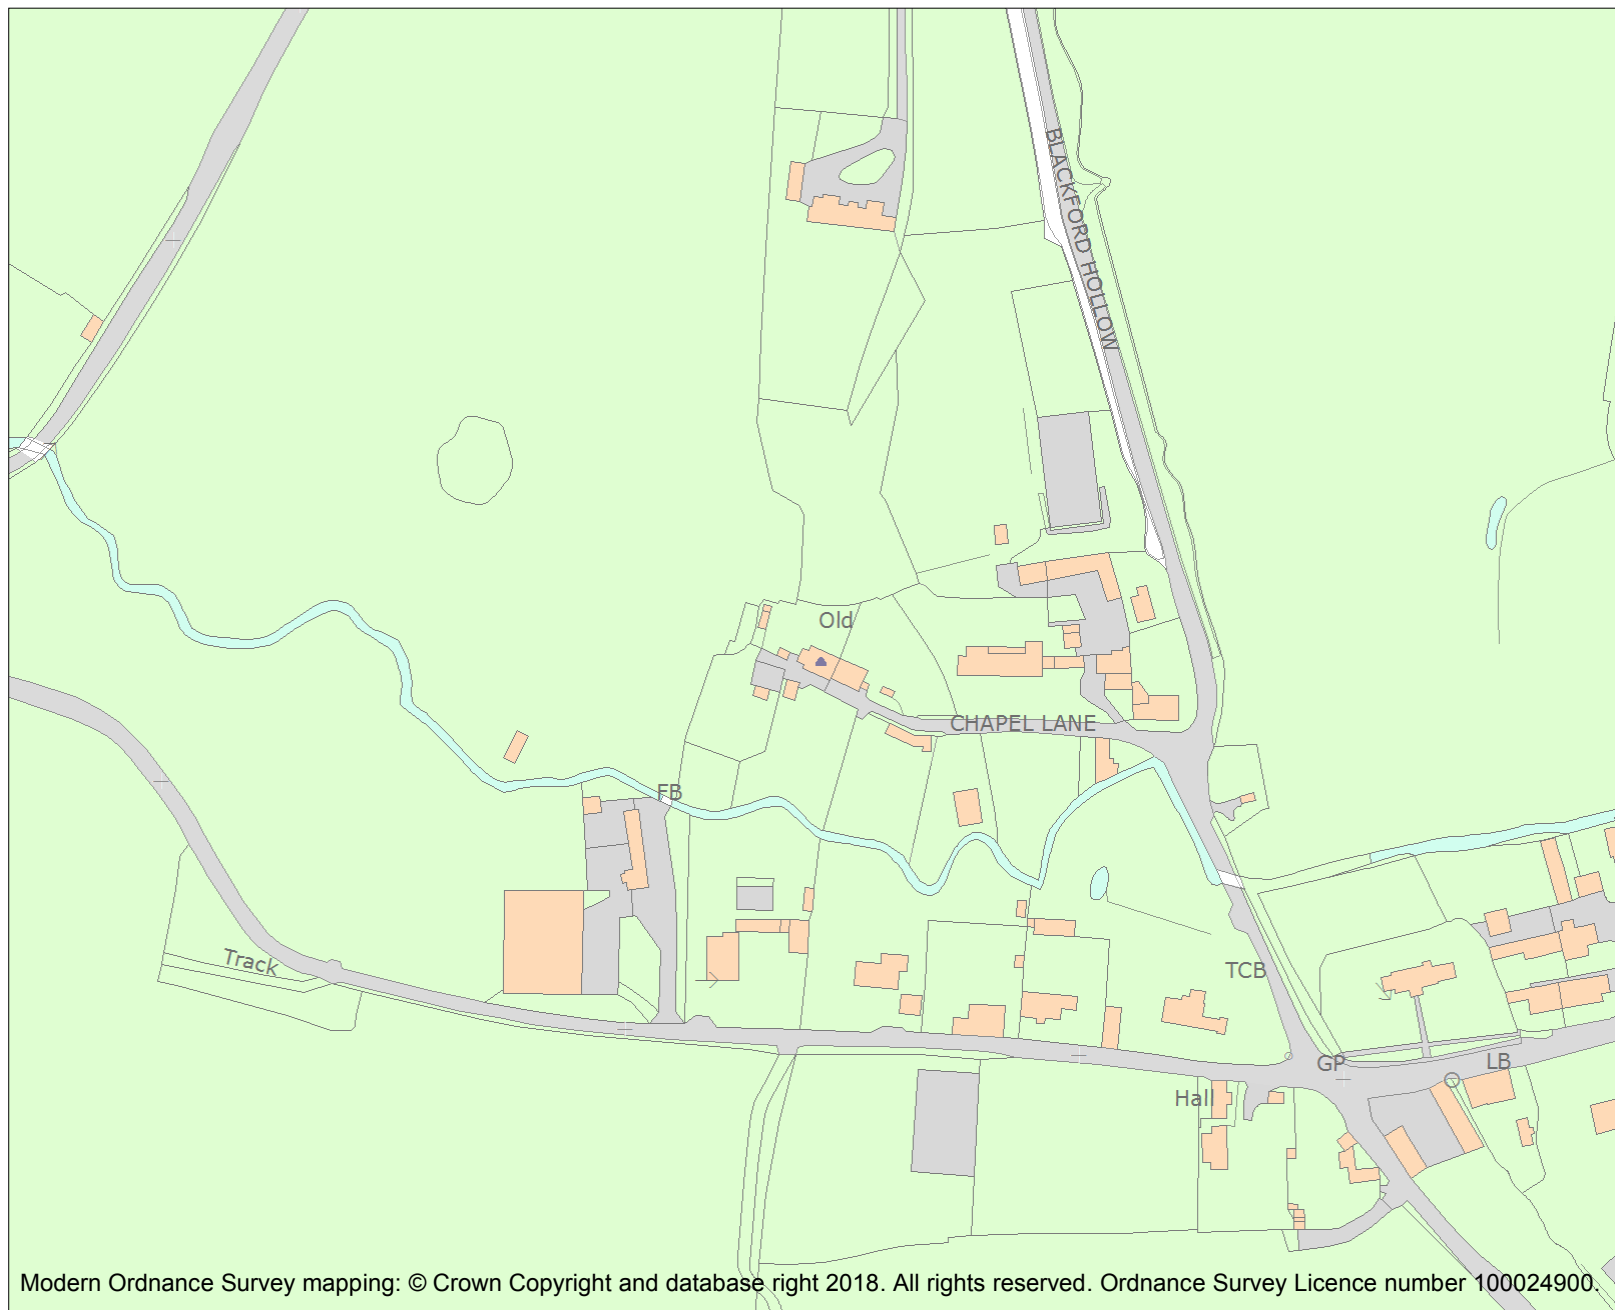 BLACKFORD HOLLOW
Old
CHAPEL LANE
FB
Track
TCB
GP
LB
Hall
Modern Ordnance Survey mapping: © Crown Copyright and database right 2018. All rights reserved. Ordnance Survey Licence number 100024900.